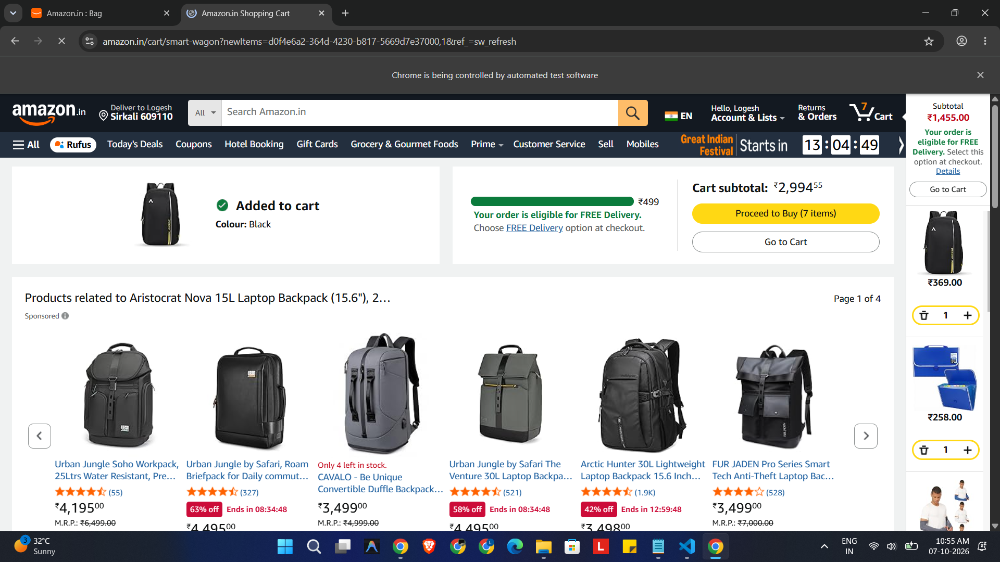 Amazon.in : Bag
Amazon.in Shopping Cart
amazon.in/cart/smart-wagon?newItems=d0f4e6a2-364d-4230-b817-5669d7e37000,1&ref_=sw_refresh
Chrome is being controlled by automated test software
amazon.in
Deliver to Logesh
Sirkali 609110
All
Search Amazon.in
EN
Hello, Logesh
Account & Lists
Returns
& Orders
7
Cart
All
Rufus
Today's Deals
Coupons
Hotel Booking
Gift Cards
Grocery & Gourmet Foods
Prime
Customer Service
Sell
Mobiles
Great Indian
Festival
Starts in
13 : 04 : 49
Subtotal
₹1,455.00
Your order is
eligible for FREE
Delivery. Select this
option at checkout.
Details
Go to Cart
Added to cart
Colour: Black
₹499
Your order is eligible for FREE Delivery.
Choose FREE Delivery option at checkout.
Cart subtotal: ₹2,994.55
Proceed to Buy (7 items)
Go to Cart
₹369.00
1
₹258.00
1
Products related to Aristocrat Nova 15L Laptop Backpack (15.6"), 2…
Page 1 of 4
Sponsored
Urban Jungle Soho Workpack,
25Ltrs Water Resistant, Pre…
(55)
₹4,195.00
M.R.P.: ₹6,499.00
Urban Jungle by Safari, Roam
Briefpack for Daily commut…
(327)
63% off Ends in 08:34:48
₹4,495.00
Only 4 left in stock.
CAVALO - Be Unique
Convertible Duffle Backpack…
₹3,499.00
M.R.P.: ₹4,999.00
Urban Jungle by Safari The
Venture 30L Laptop Backpa…
(521)
58% off Ends in 08:34:48
₹4,495.00
Arctic Hunter 30L Lightweight
Laptop Backpack 15.6 Inch…
(1.9K)
42% off Ends in 12:59:48
₹3,498.00
FUR JADEN Pro Series Smart
Tech Anti-Theft Laptop Bac…
(528)
₹3,499.00
M.R.P.: ₹7,000.00
3
32°C
Sunny
ENG
IN
10:55 AM
07-10-2026